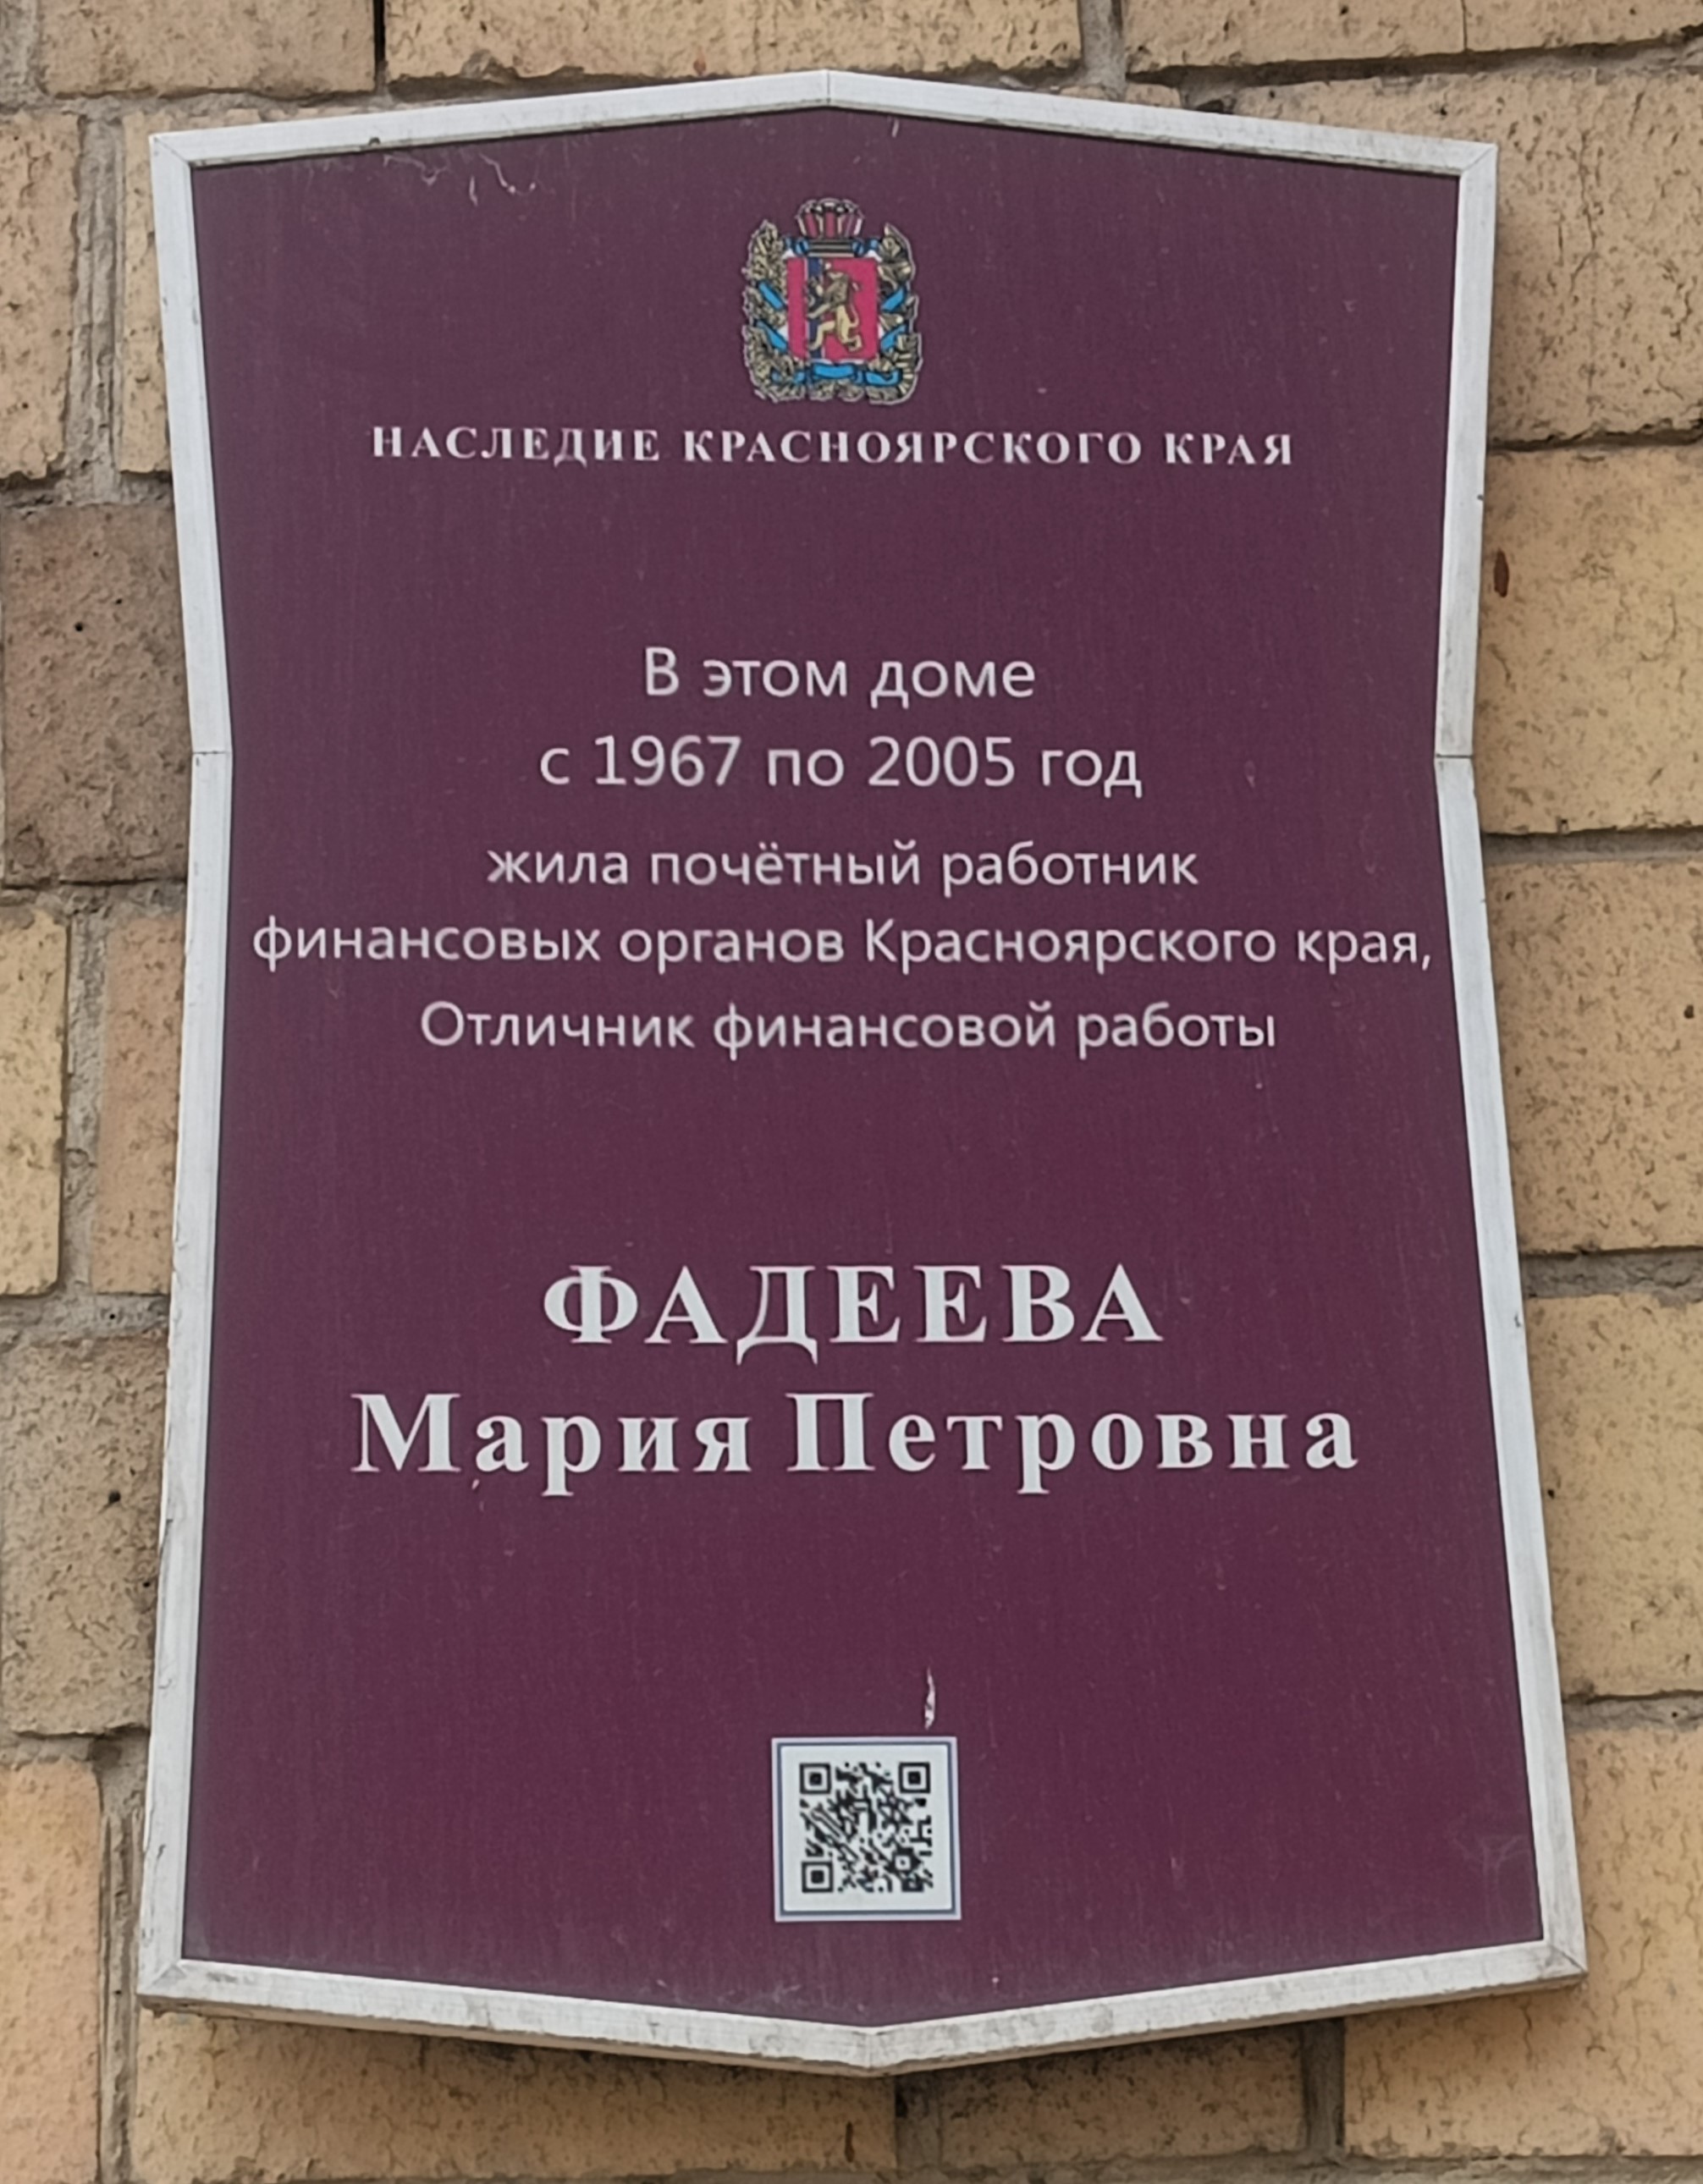 НАСЛЕДИЕ КРАСНОЯРСКОГО КРАЯ
В этом доме
с 1967 по 2005 год
жила почётный работник
финансовых органов Красноярского края,
Отличник финансовой работы
ФАДЕЕВА
Мария Петровна